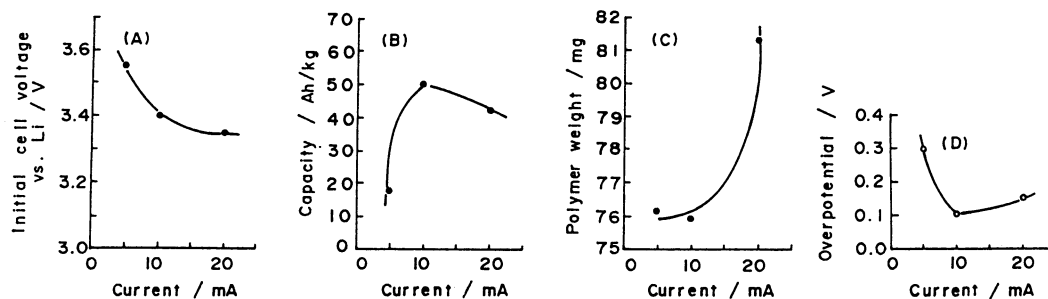 Initial cell voltage
vs. Li / V
3.6
3.4
3.2
3.0
(A)
0 10 20
Current / mA
Capacity / Ah/kg
70
60
50
40
30
20
10
0
(B)
0 10 20
Current / mA
Polymer weight / mg
82
81
80
79
78
77
76
75
(C)
0 10 20
Current / mA
Overpotential / V
0.4
0.3
0.2
0.1
0.0
(D)
0 10 20
Current / mA